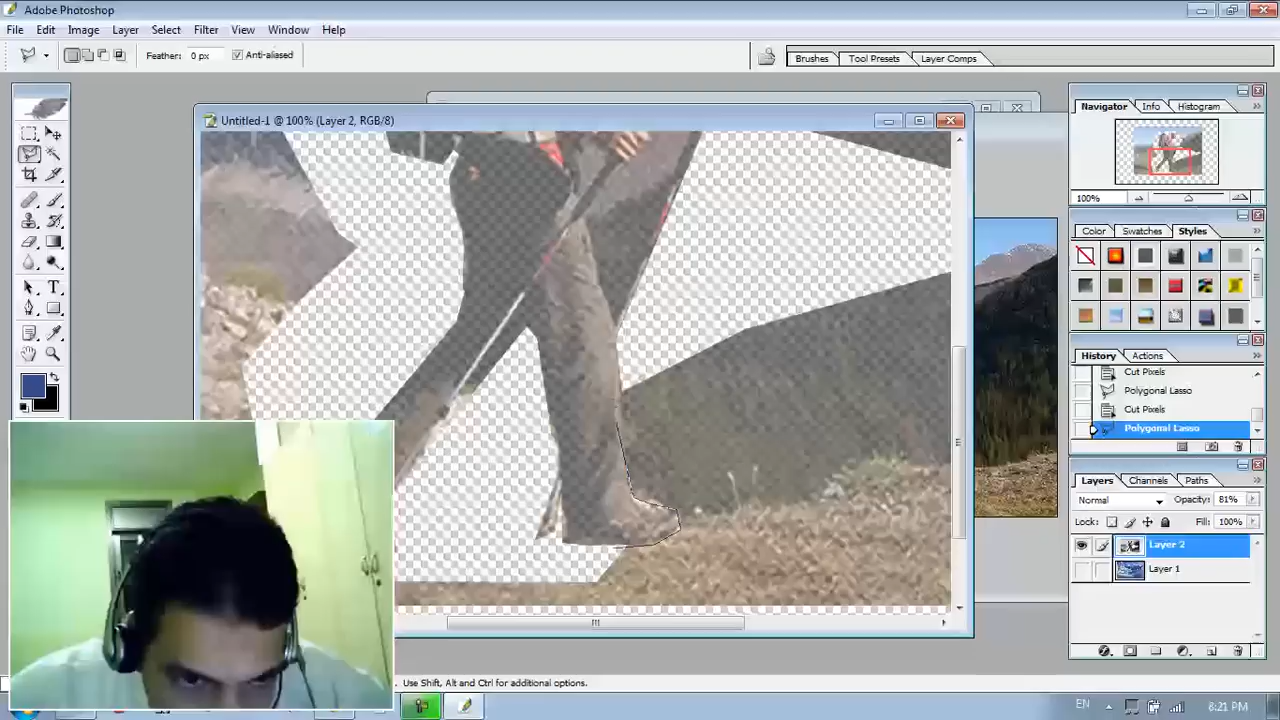 Adobe Photoshop
File Edit Image Layer Select Filter View Window Help
Feather: 0 px Anti-aliased
Brushes Tool Presets Layer Comps
Untitled-1 @ 100% (Layer 2, RGB/8)
Navigator Info Histogram
100%
Color Swatches Styles
History Actions
Cut Pixels
Polygonal Lasso
Cut Pixels
Polygonal Lasso
Layers Channels Paths
Normal Opacity: 81%
Lock: Fill: 100%
Layer 2
Layer 1
Use Shift, Alt and Ctrl for additional options.
EN 8:21 PM